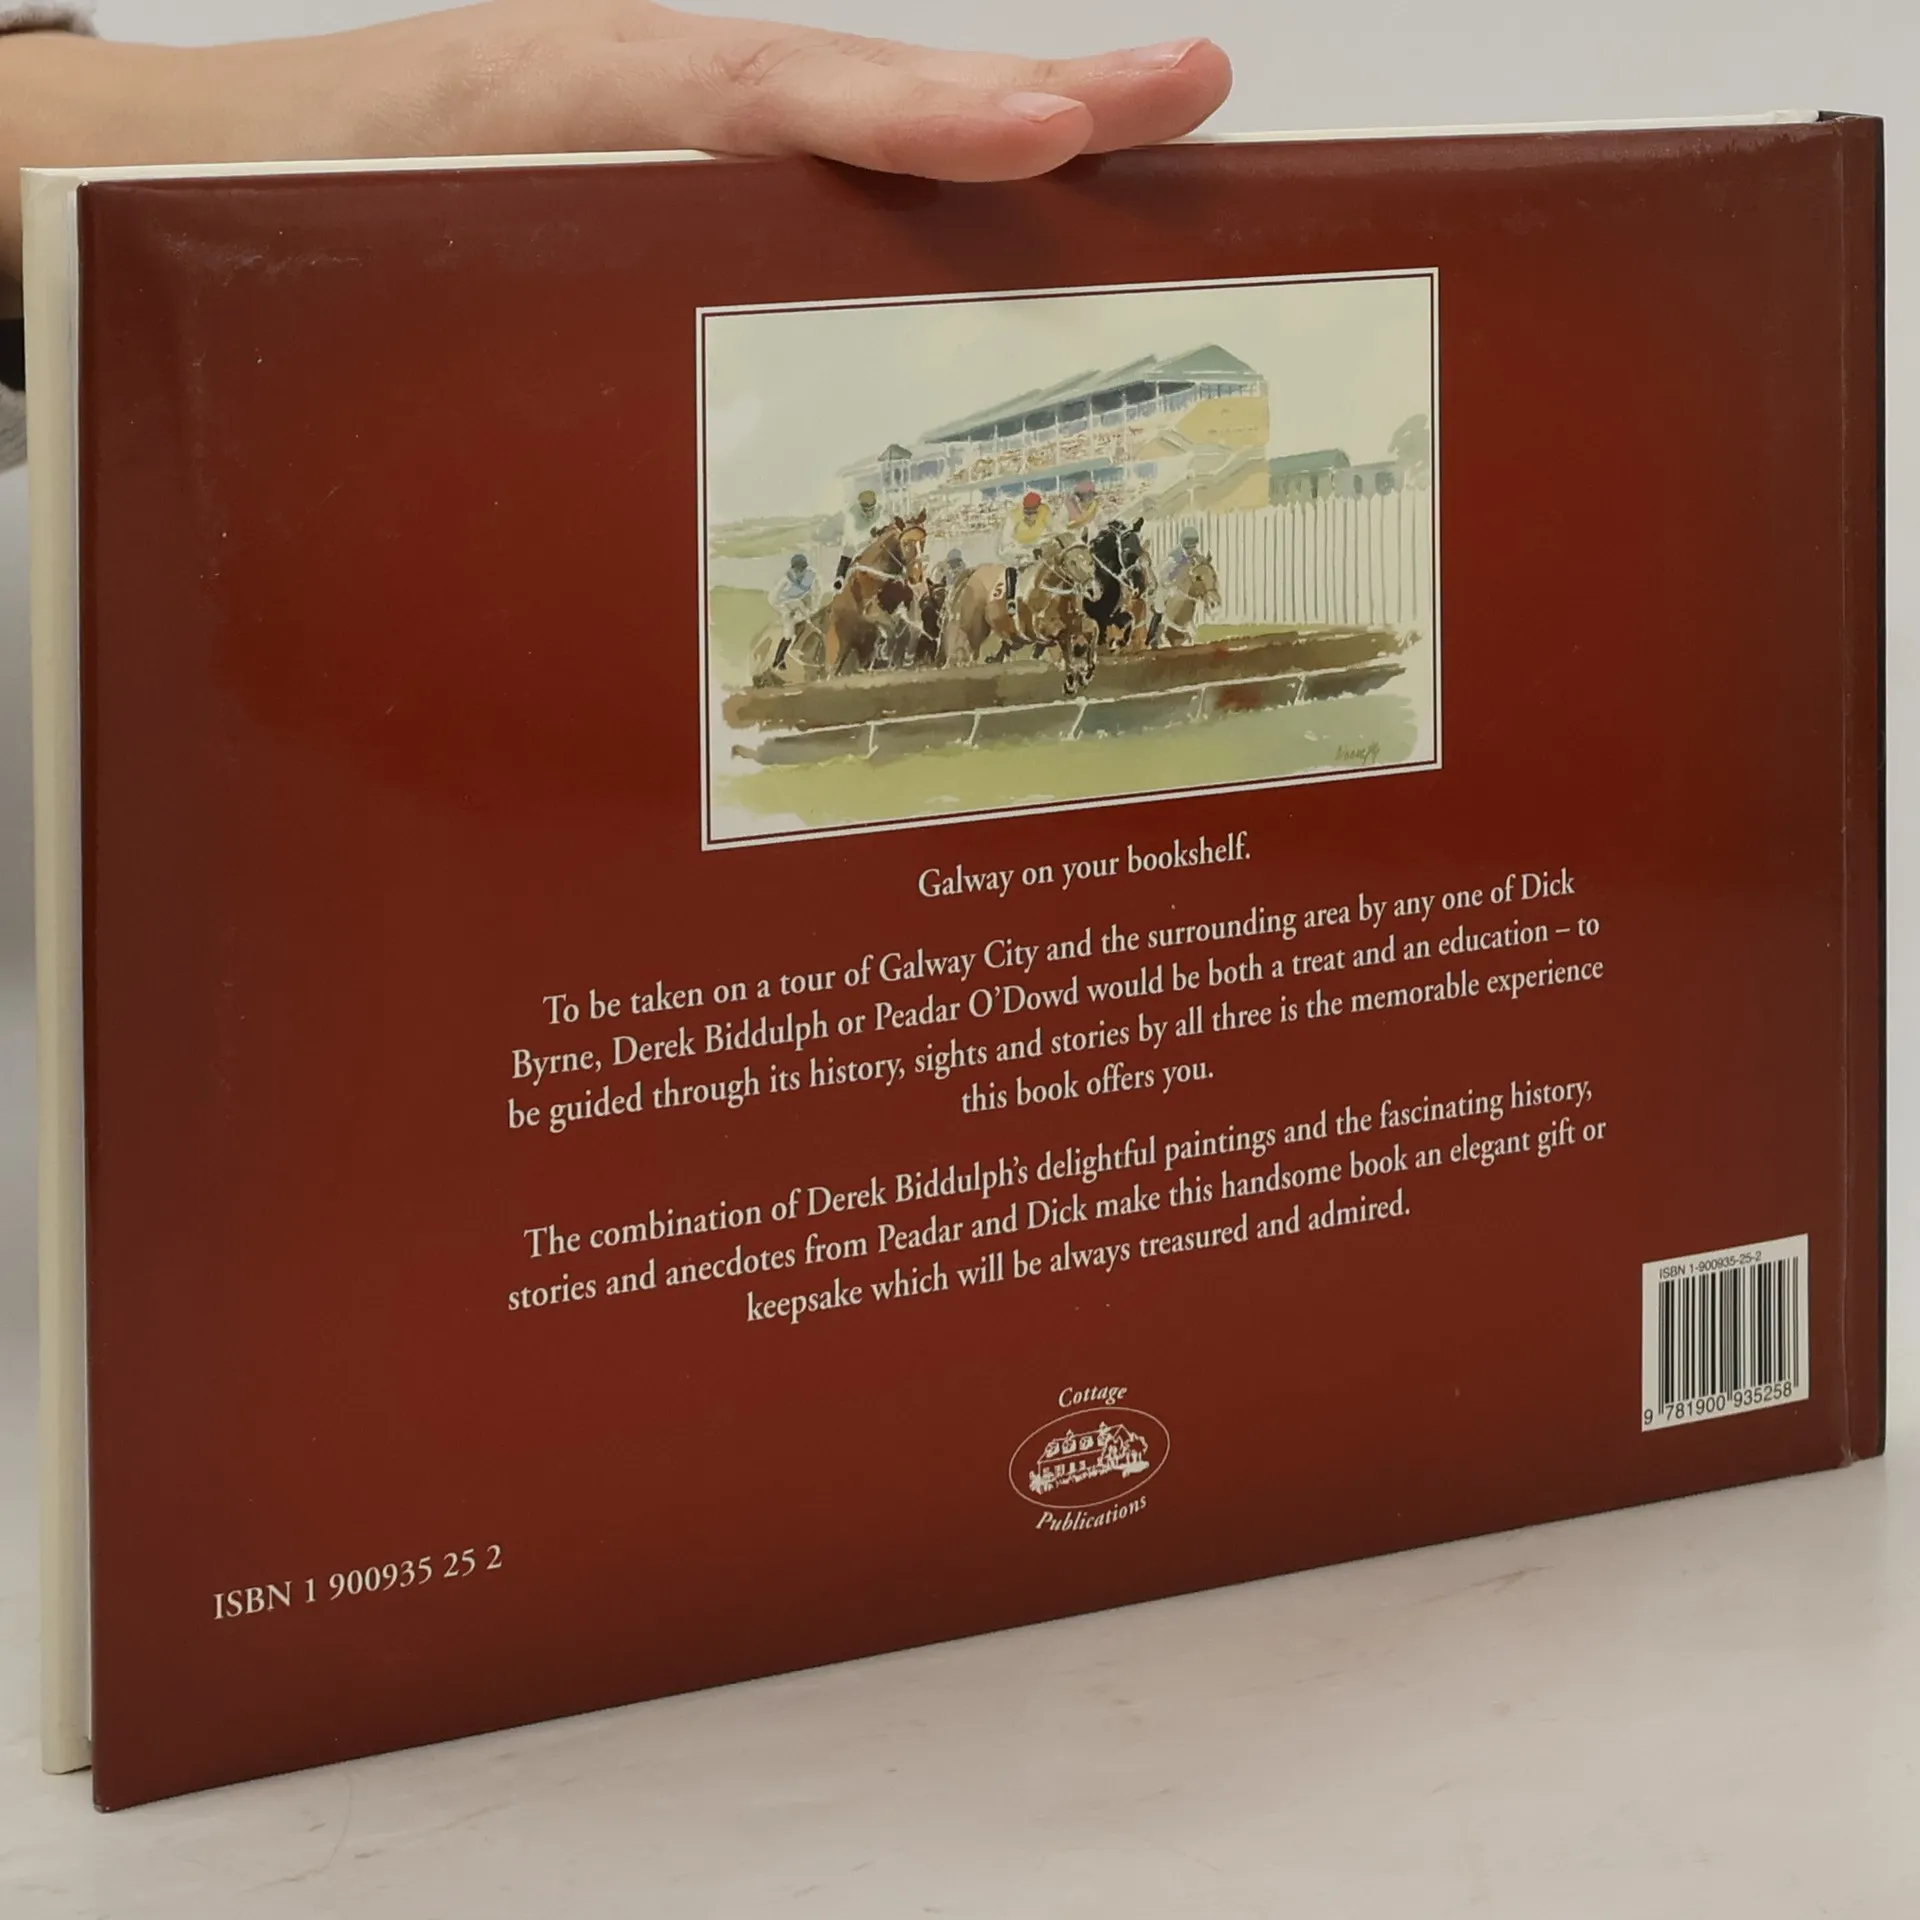 5
Galway on your bookshelf.
To be taken on a tour of Galway City and the surrounding area by any one of Dick
Byrne, Derek Biddulph or Peadar O'Dowd would be both a treat and an education – to
be guided through its history, sights and stories by all three is the memorable experience
this book offers you.
The combination of Derek Biddulph's delightful paintings and the fascinating history,
stories and anecdotes from Peadar and Dick make this handsome book an elegant gift or
keepsake which will be always treasured and admired.
ISBN 1-900935-25-2
9 781900 935258
Cottage
Publications
ISBN 1 900935 25 2